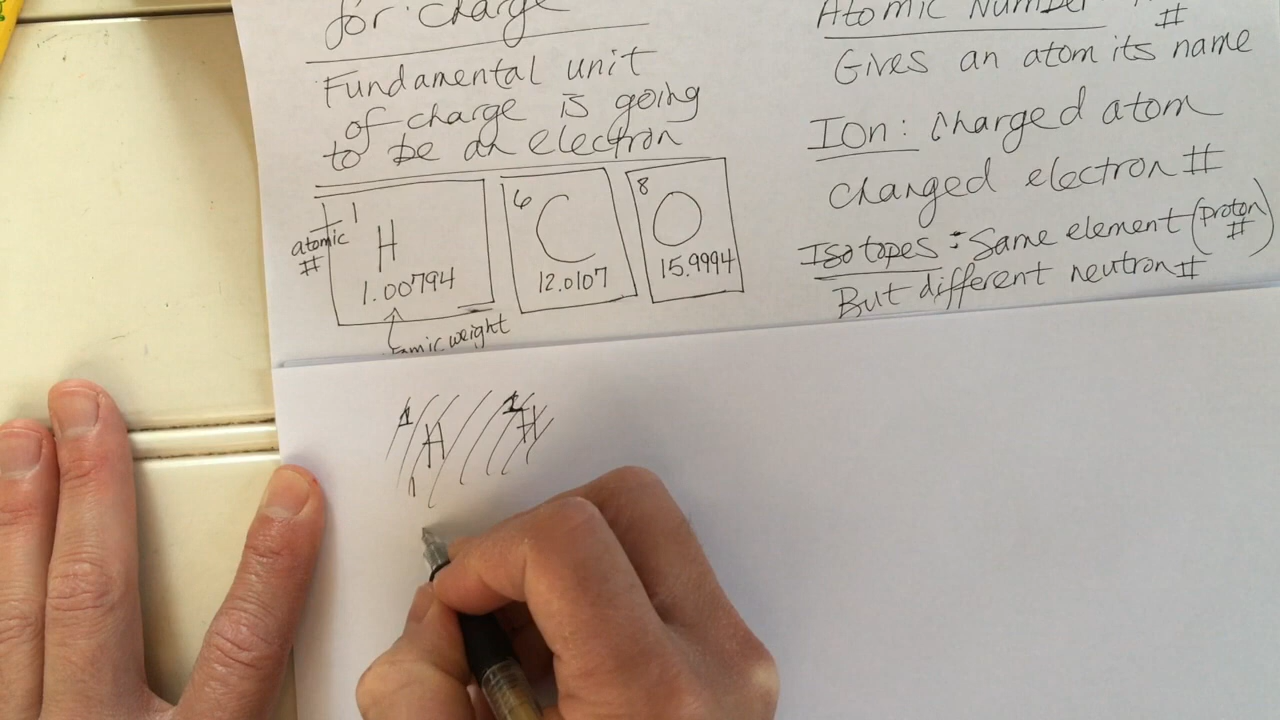 for charge
Fundamental unit
of charge is going
to be an electron
1
H
1.00794
atomic
#
6
C
12.0107
8
O
15.9994
weight
Atomic Number
#
Gives an atom its name
Ion: Charged atom
changed electron #
Isotopes: Same element (proton
#)
But different neutron #
H
H